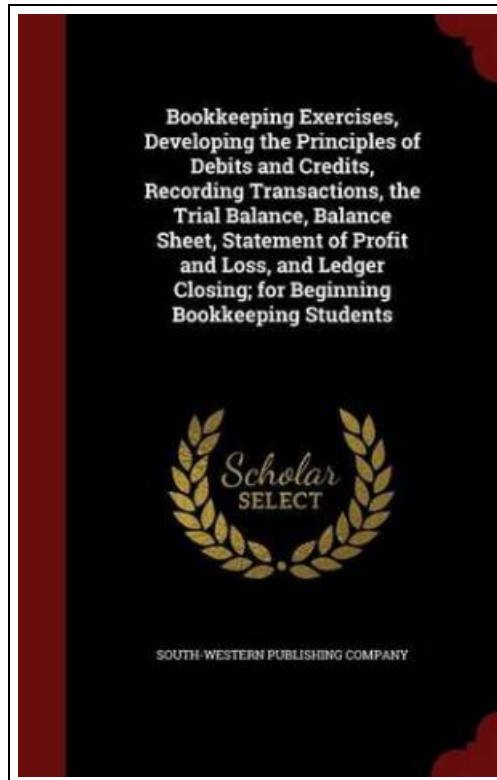 Bookkeeping Exercises,
Developing the Principles of
Debits and Credits,
Recording Transactions, the
Trial Balance, Balance
Sheet, Statement of Profit
and Loss, and Ledger
Closing; for Beginning
Bookkeeping Students
Scholar
SELECT
SOUTH-WESTERN PUBLISHING COMPANY